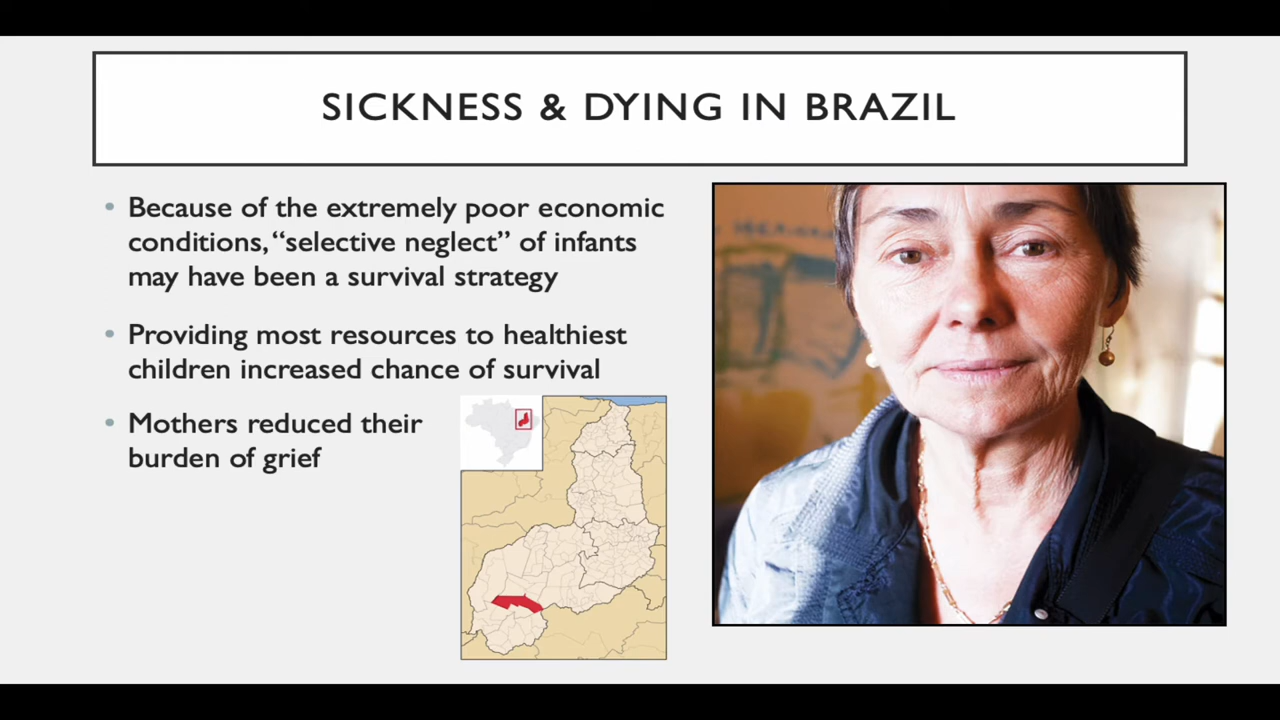 SICKNESS & DYING IN BRAZIL
• Because of the extremely poor economic
conditions, “selective neglect” of infants
may have been a survival strategy
• Providing most resources to healthiest
children increased chance of survival
• Mothers reduced their
burden of grief